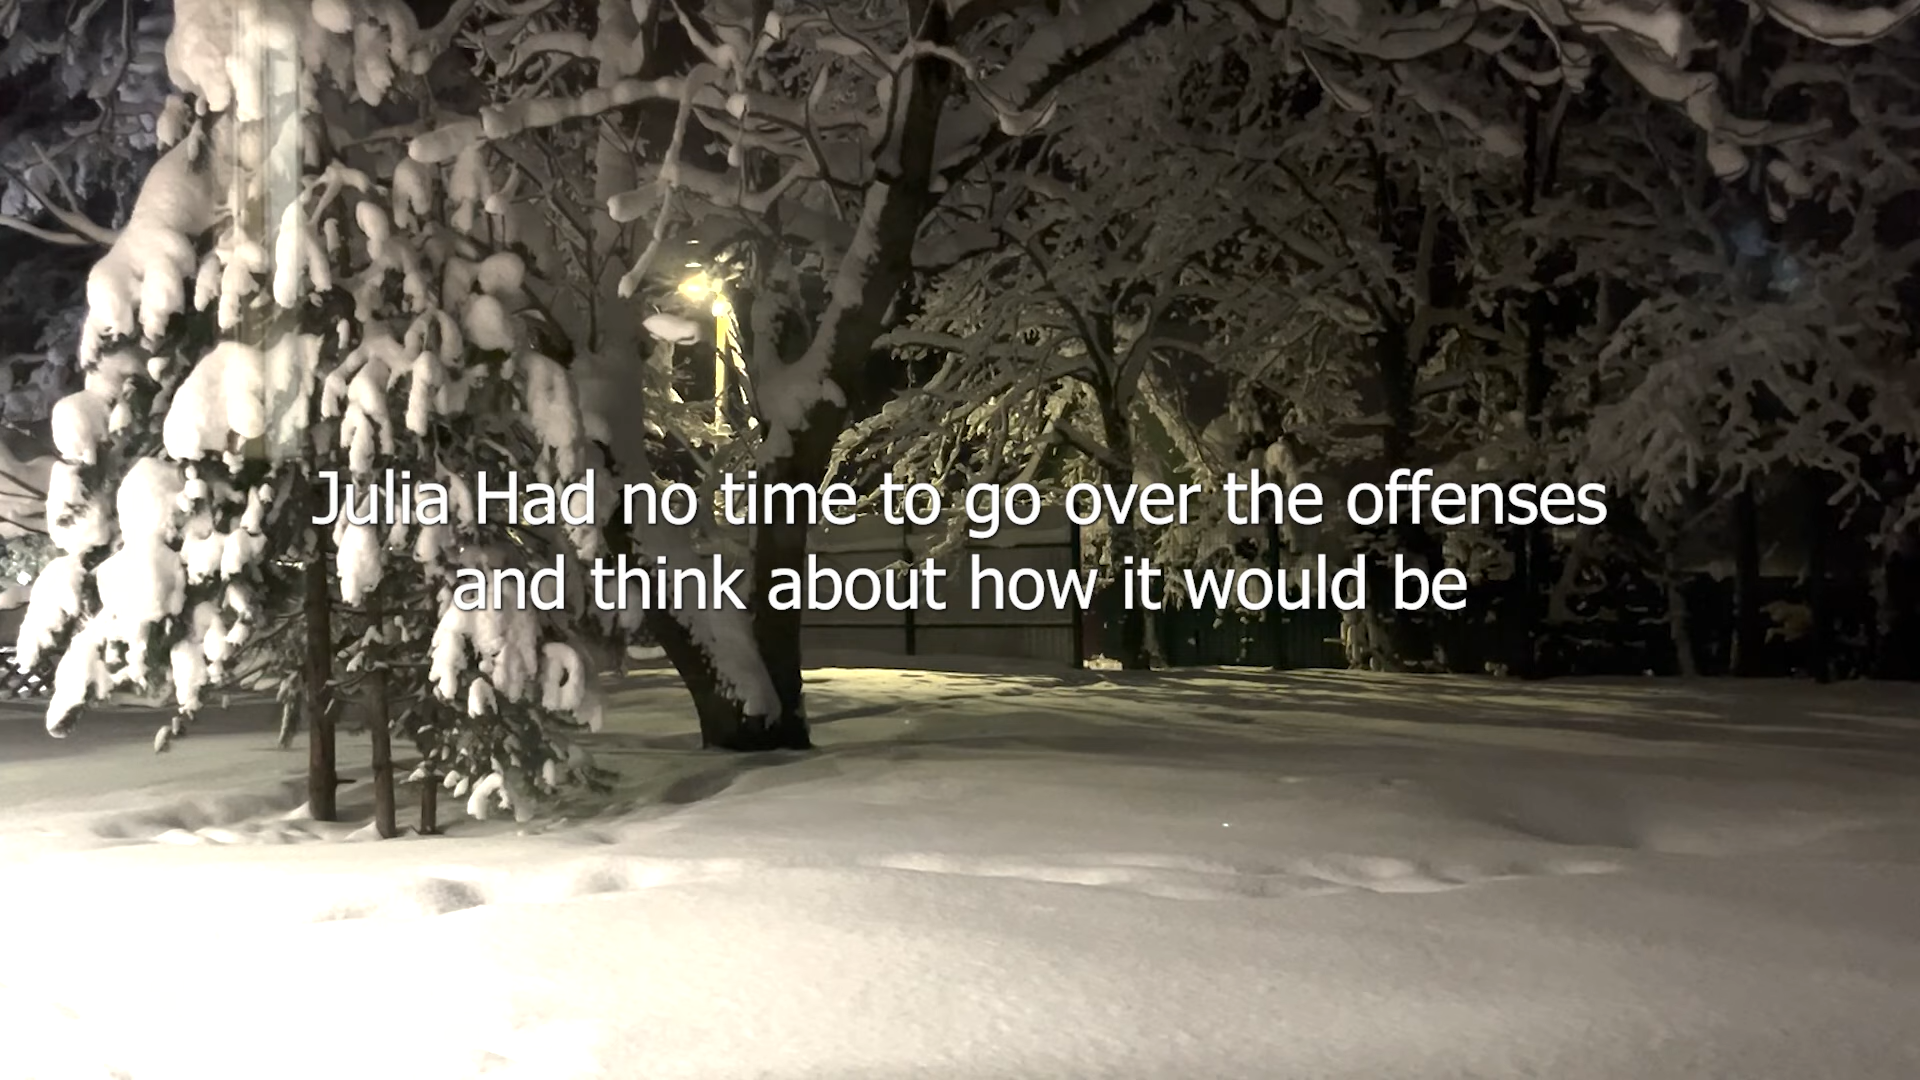 Julia Had no time to go over the offenses
and think about how it would be